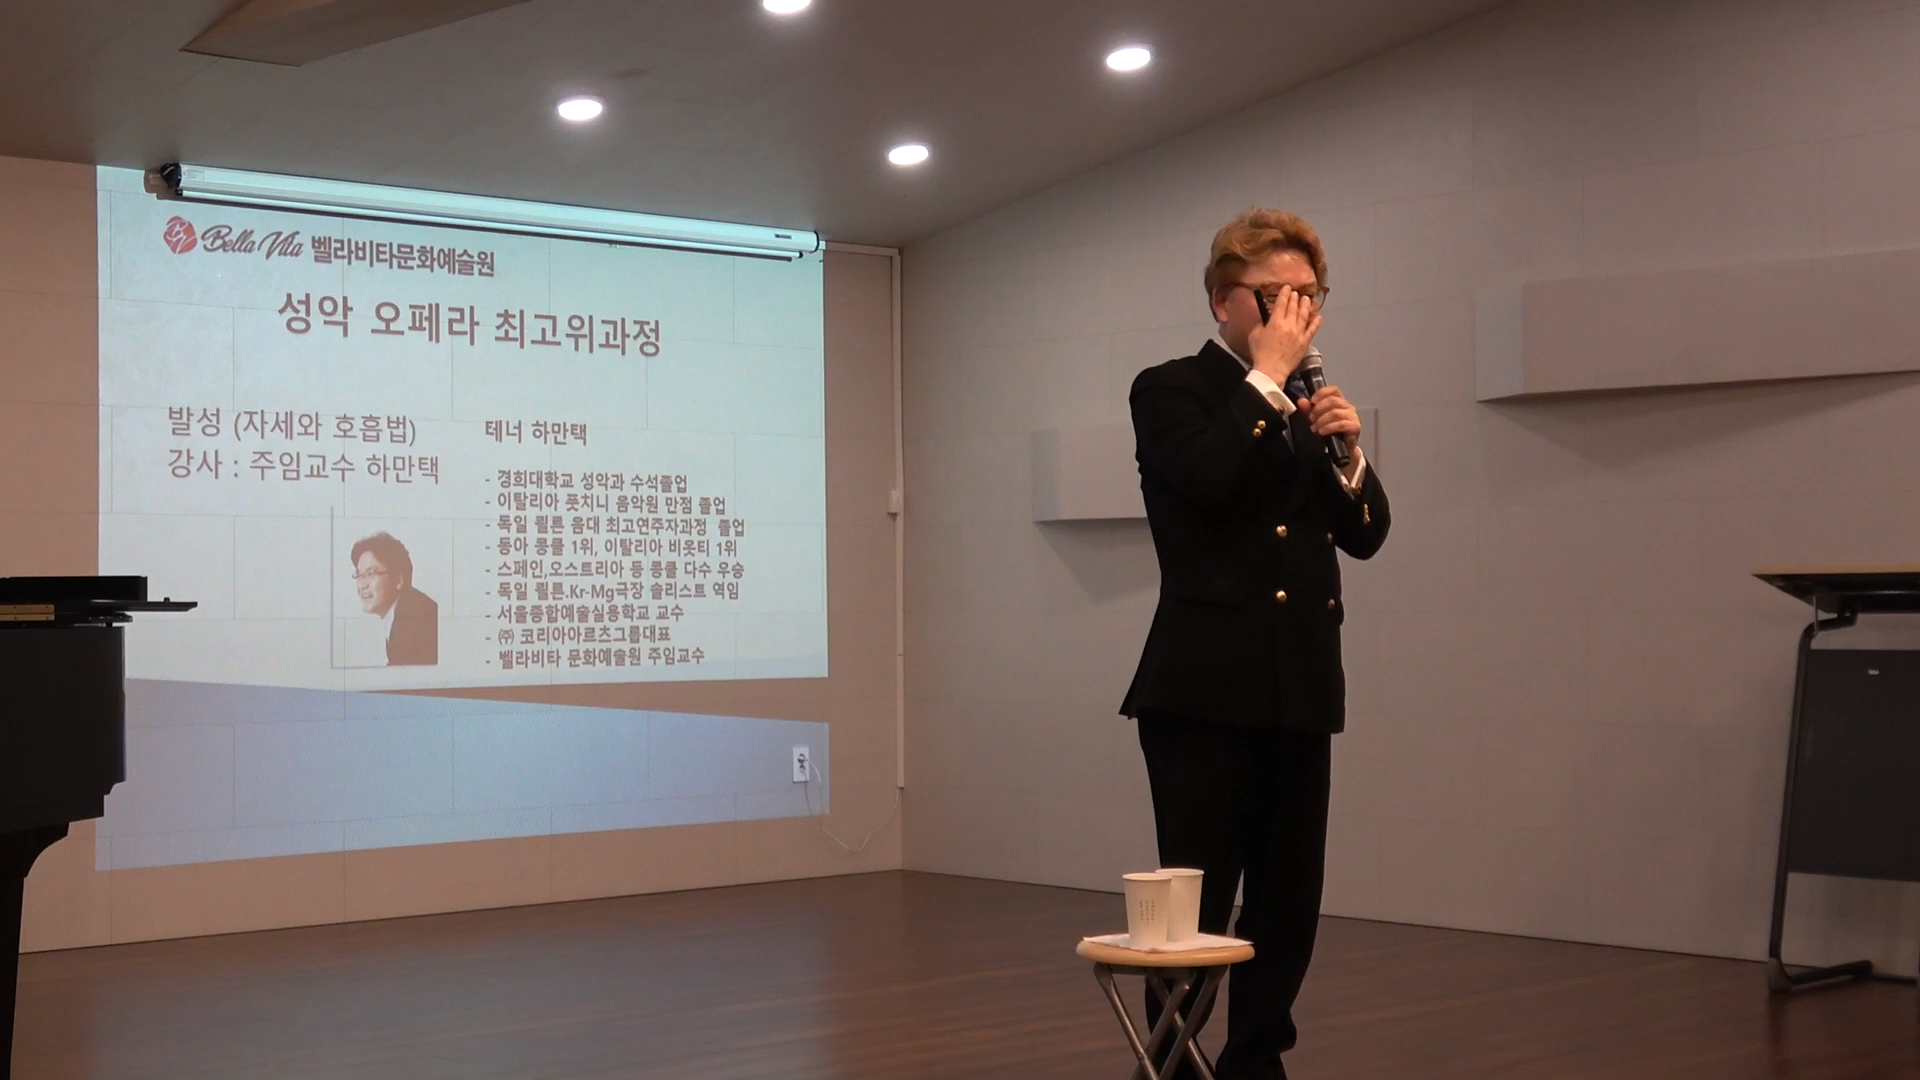 BV Bella Vita 벨라비타문화예술원
성악 오페라 최고위과정
발성 (자세와 호흡법)
강사 : 주임교수 하만택
테너 하만택
- 경희대학교 성악과 수석졸업
- 이탈리아 풋치니 음악원 만점 졸업
- 독일 쾰른 음대 최고연주자과정 졸업
- 동아 콩쿨 1위, 이탈리아 비옷티 1위
- 스페인,오스트리아 등 콩쿨 다수 우승
- 독일 쾰른.Kr-Mg극장 솔리스트 역임
- 서울종합예술실용학교 교수
- ㈜ 코리아아르츠그룹대표
- 벨라비타 문화예술원 주임교수